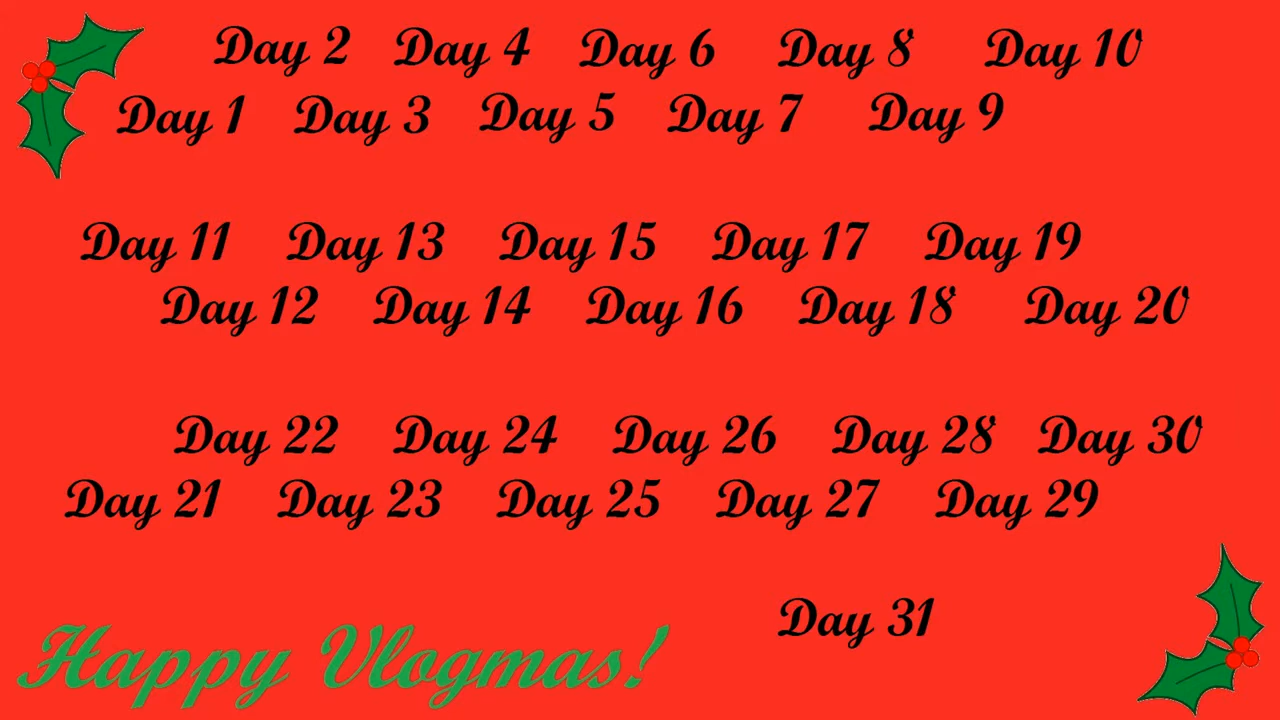 Day 2 Day 4 Day 6 Day 8 Day 10
Day 1 Day 3 Day 5 Day 7 Day 9
Day 11 Day 13 Day 15 Day 17 Day 19
Day 12 Day 14 Day 16 Day 18 Day 20
Day 22 Day 24 Day 26 Day 28 Day 30
Day 21 Day 23 Day 25 Day 27 Day 29
Day 31
Happy Vlogmas!